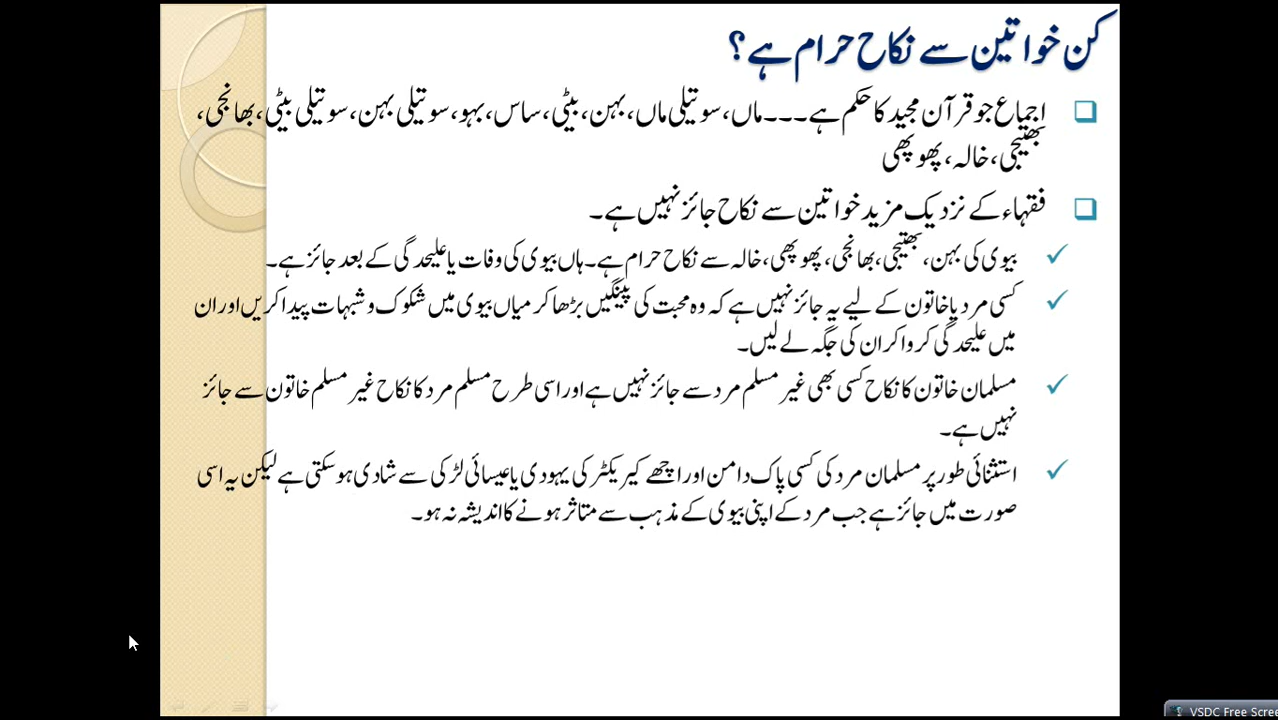 کن خواتین سے نکاح حرام ہے؟
اجماع جو قرآن مجید کا حکم ہے۔۔۔ماں، سوتیلی ماں، بہن، بیٹی، ساس، بہو، سوتیلی بہن، سوتیلی بیٹی، بھانجی،
بھتیجی، خالہ، پھوپھی
فقہاء کے نزدیک مزید خواتین سے نکاح جائز نہیں ہے۔
بیوی کی بہن، بھتیجی، بھانجی، پھوپھی، خالہ سے نکاح حرام ہے۔ ہاں بیوی کی وفات یا علیحدگی کے بعد جائز ہے۔
کسی مرد یا خاتون کے لیے یہ جائز نہیں ہے کہ وہ محبت کی پینگیں بڑھا کر میاں بیوی میں شکوک و شبہات پیدا کریں اور ان
میں علیحدگی کروا کر ان کی جگہ لے لیں۔
مسلمان خاتون کا نکاح کسی بھی غیر مسلم مرد سے جائز نہیں ہے اور اسی طرح مسلم مرد کا نکاح غیر مسلم خاتون سے جائز
نہیں ہے۔
استثنائی طور پر مسلمان مرد کی کسی پاک دامن اور اچھے کیریکٹر کی یہودی یا عیسائی لڑکی سے شادی ہو سکتی ہے لیکن یہ اسی
صورت میں جائز ہے جب مرد کے اپنی بیوی کے مذہب سے متاثر ہونے کا اندیشہ نہ ہو۔
VSDC Free Scree